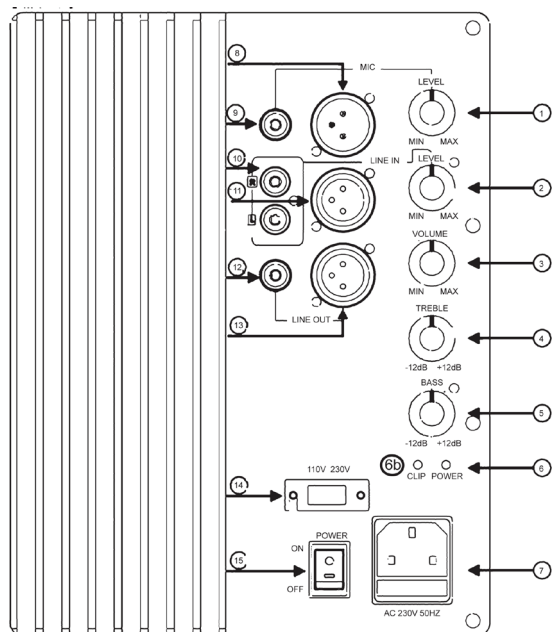 8
MIC
LEVEL
9
1
MIN MAX
10
LINE IN
LEVEL
R
11
2
L
MIN MAX
VOLUME
12
3
MIN MAX
LINE OUT
13
TREBLE
4
-12dB +12dB
BASS
5
-12dB +12dB
6b
6
CLIP POWER
110V 230V
14
POWER
ON
15
7
OFF
AC 230V 50HZ